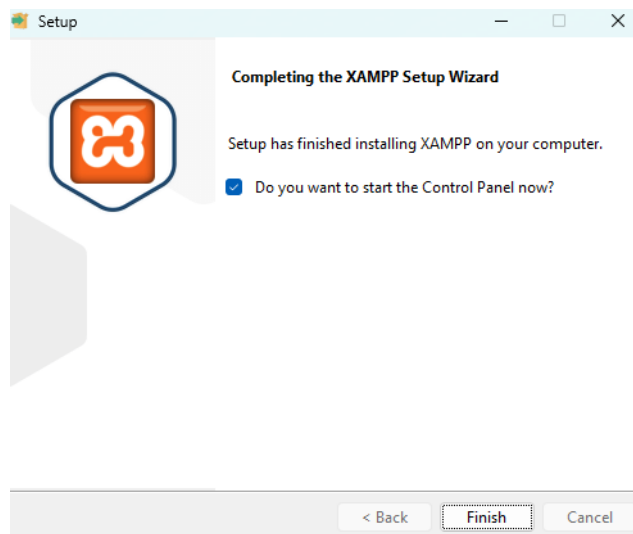 Setup
Completing the XAMPP Setup Wizard
Setup has finished installing XAMPP on your computer.
Do you want to start the Control Panel now?
< Back
Finish
Cancel